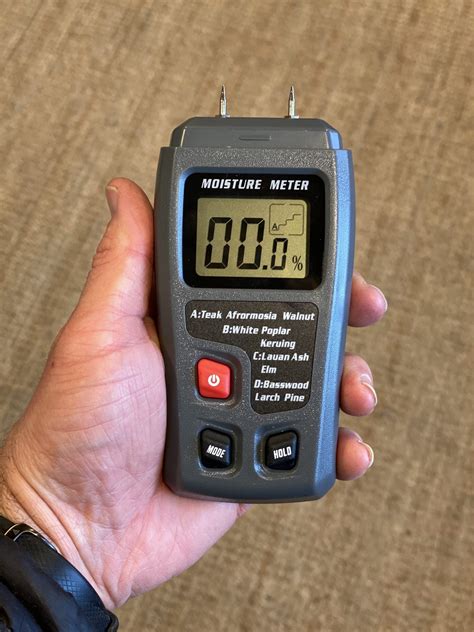 MOISTURE METER
A
00.0%
A:Teak Afrormosia Walnut
B:White Poplar
Keruing
C:Lauan Ash
Elm
D:Basswood
Larch Pine
MODE
HOLD